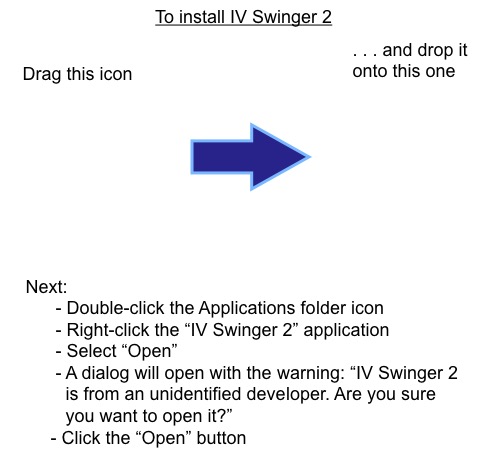 To install IV Swinger 2
Drag this icon
. . . and drop it
onto this one
Next:
- Double-click the Applications folder icon
- Right-click the “IV Swinger 2” application
- Select “Open”
- A dialog will open with the warning: “IV Swinger 2
is from an unidentified developer. Are you sure
you want to open it?”
- Click the “Open” button